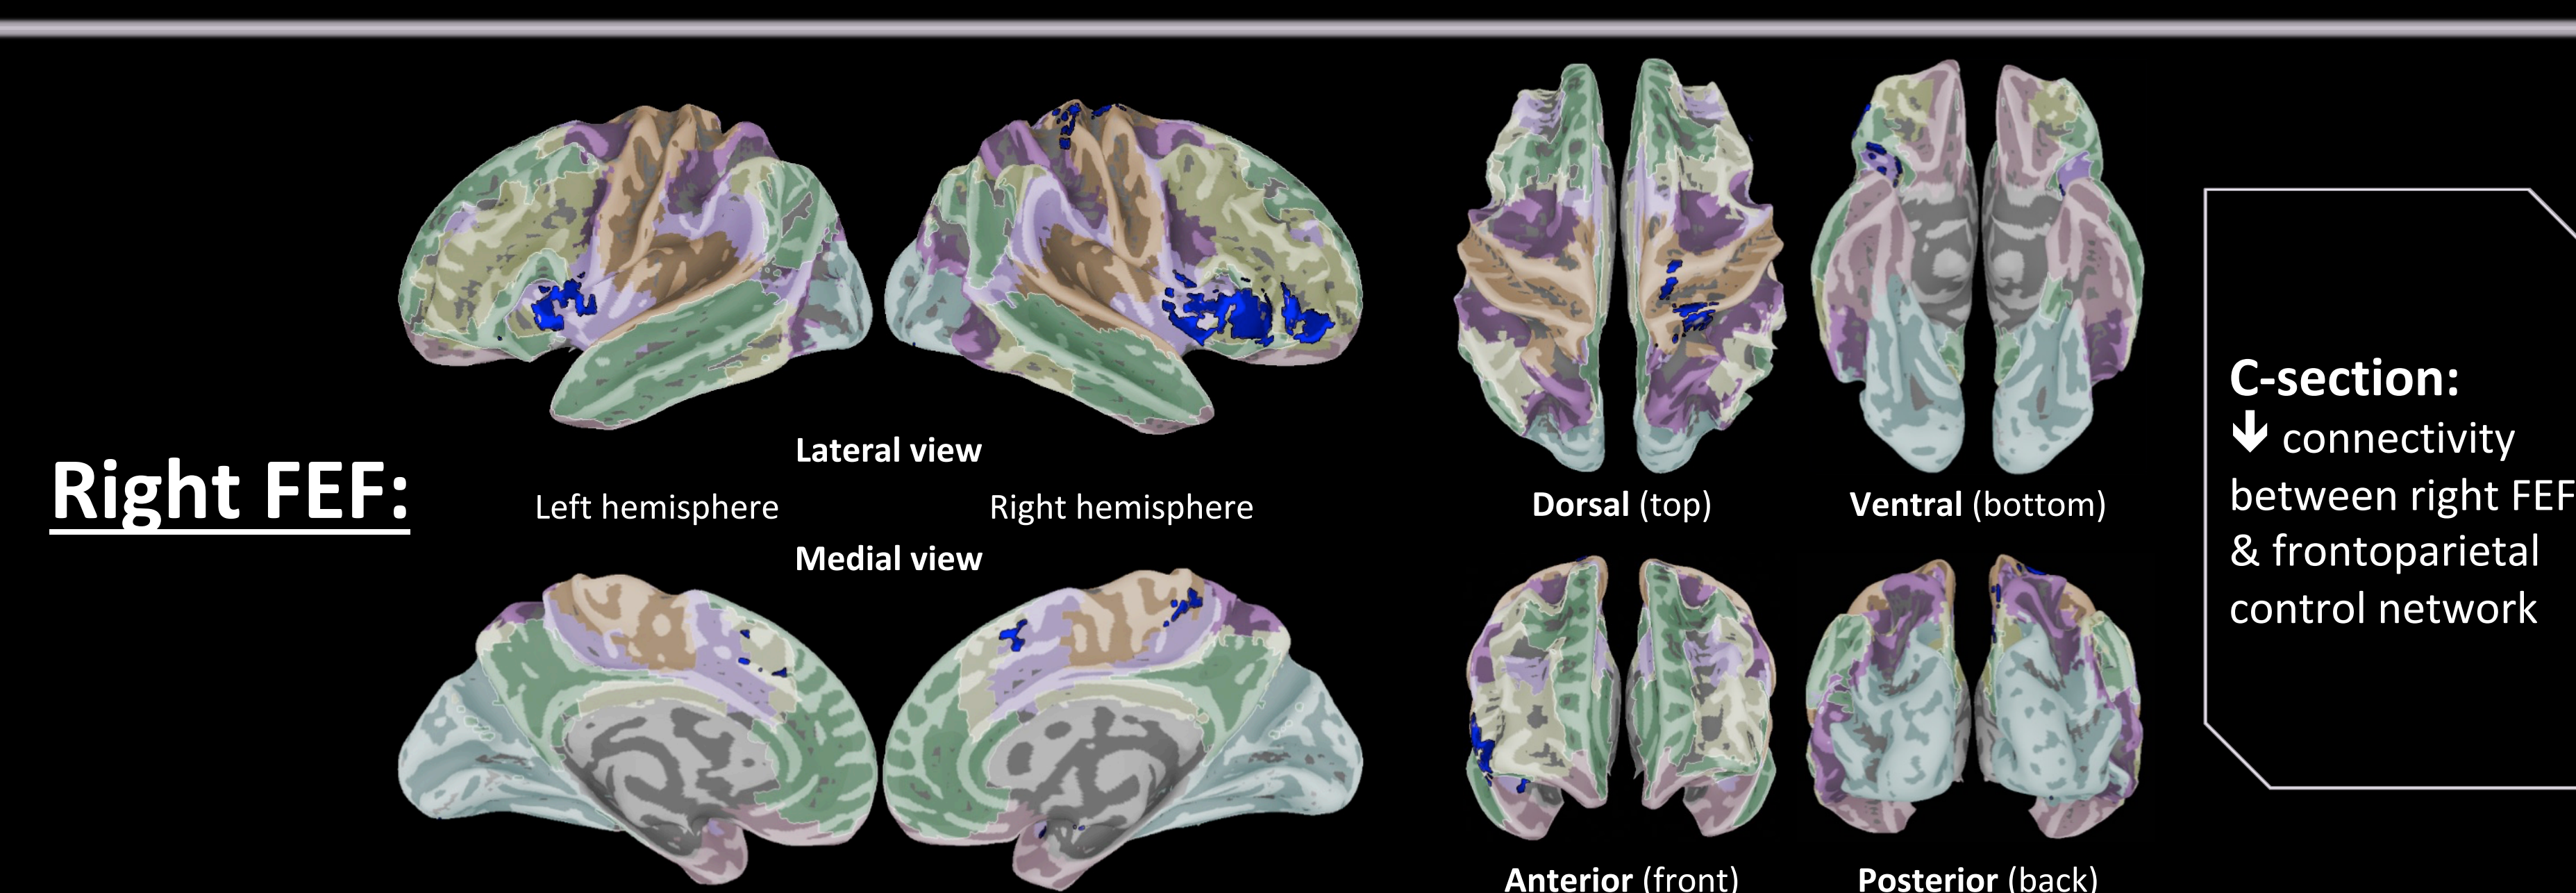 Right FEF:
Lateral view
Left hemisphere
Right hemisphere
Medial view
Dorsal (top)
Ventral (bottom)
Anterior (front)
Posterior (back)
C-section:
🡻 connectivity
between right FEF
& frontoparietal
control network